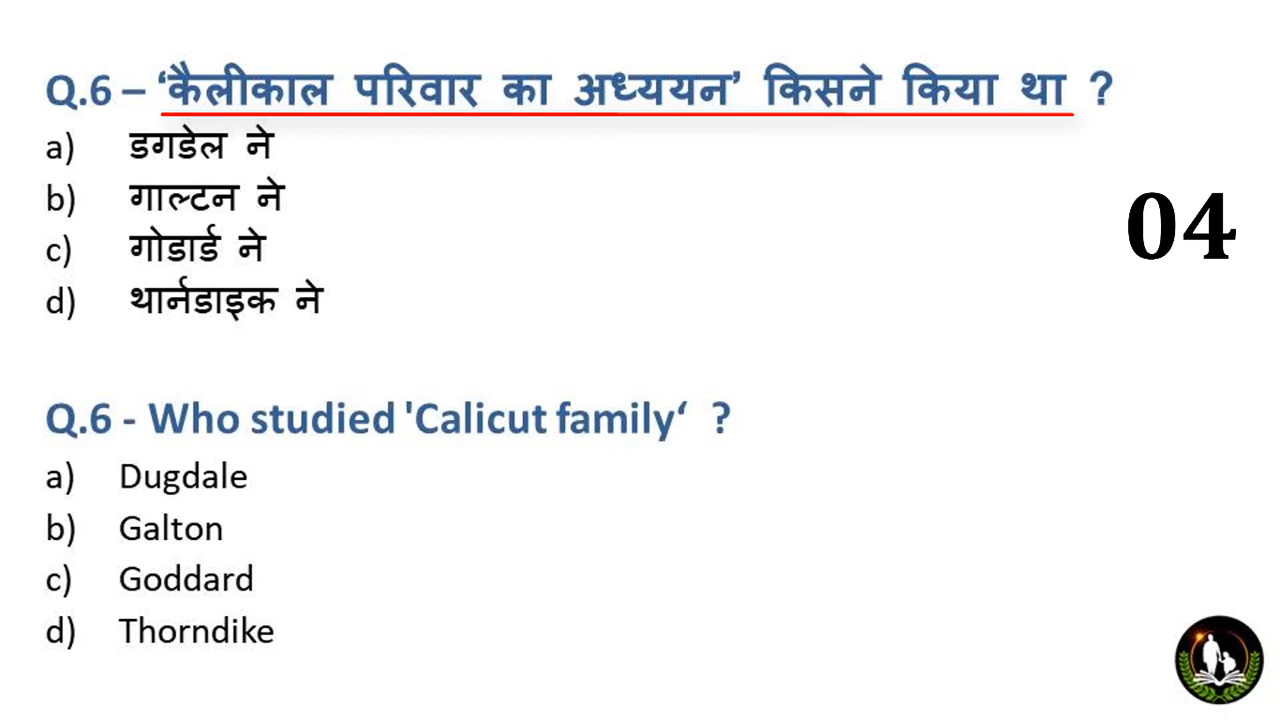 Q.6 – ‘कैलीकाल परिवार का अध्ययन’ किसने किया था ?
a) डगडेल ने
b) गाल्टन ने
c) गोडार्ड ने
d) थार्नडाइक ने
04
Q.6 - Who studied 'Calicut family‘ ?
a) Dugdale
b) Galton
c) Goddard
d) Thorndike